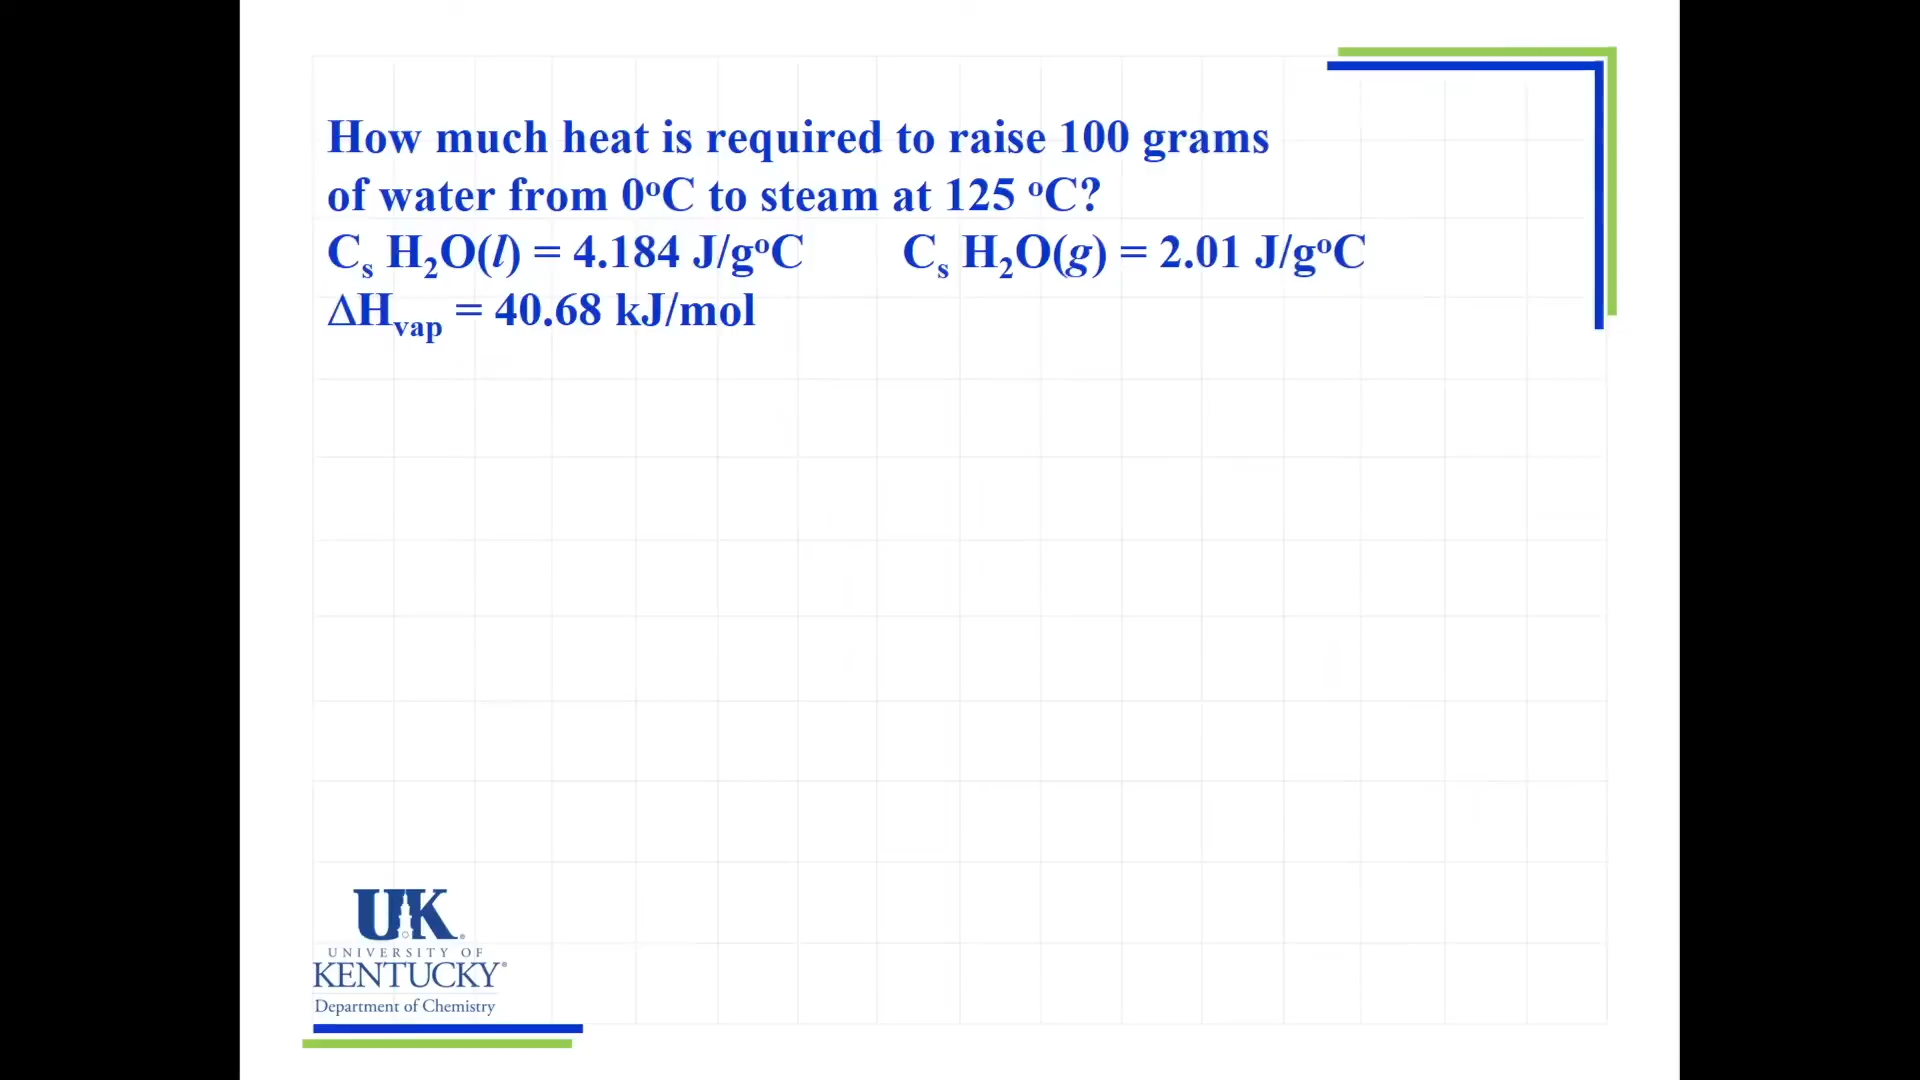 How much heat is required to raise 100 grams
of water from 0°C to steam at 125 °C?
Cₛ H₂O(l) = 4.184 J/g°C Cₛ H₂O(g) = 2.01 J/g°C
ΔHvap = 40.68 kJ/mol
UK
UNIVERSITY OF
KENTUCKY®
Department of Chemistry